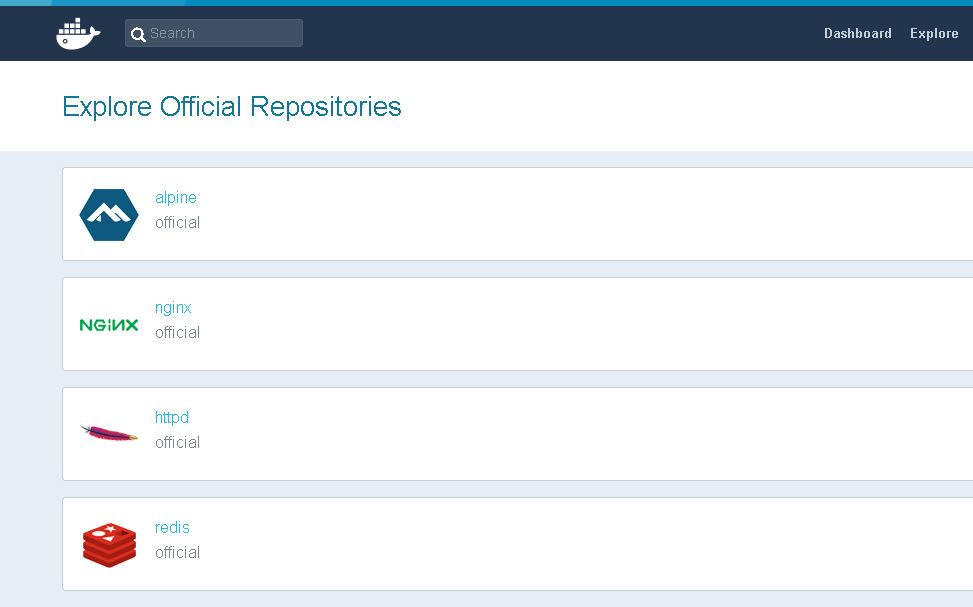 Search
Dashboard
Explore
Explore Official Repositories
alpine
official
NGINX
nginx
official
httpd
official
redis
official